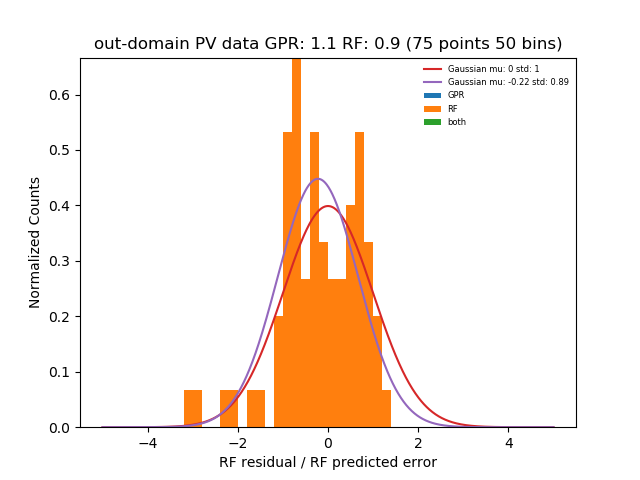 out-domain PV data GPR: 1.1 RF: 0.9 (75 points 50 bins)
Gaussian mu: 0 std: 1
Gaussian mu: -0.22 std: 0.89
GPR
RF
both
Normalized Counts
0.6
0.5
0.4
0.3
0.2
0.1
0.0
−4 −2 0 2 4
RF residual / RF predicted error